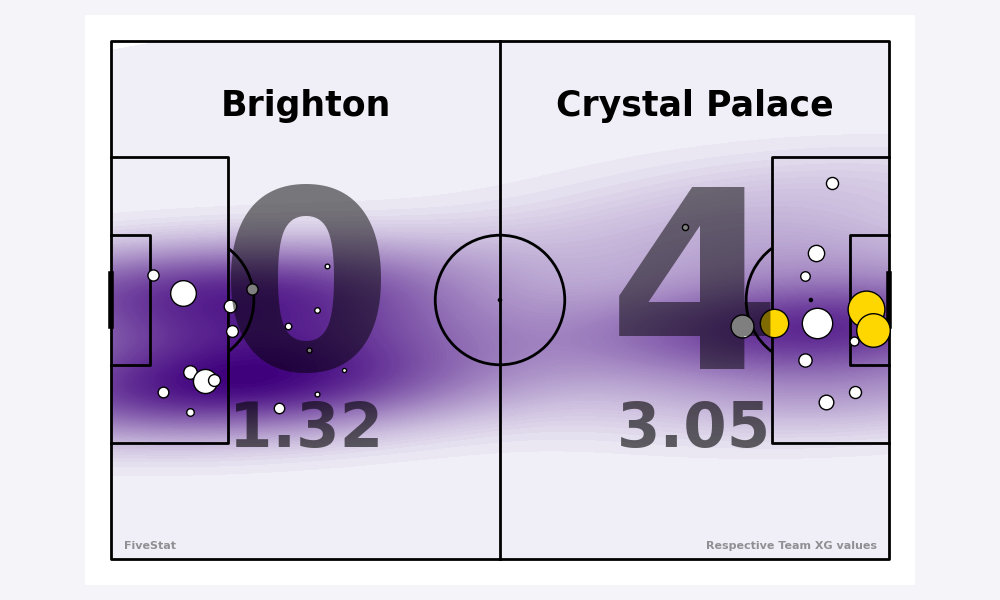 Brighton
Crystal Palace
0
4
1.32
3.05
FiveStat
Respective Team XG values